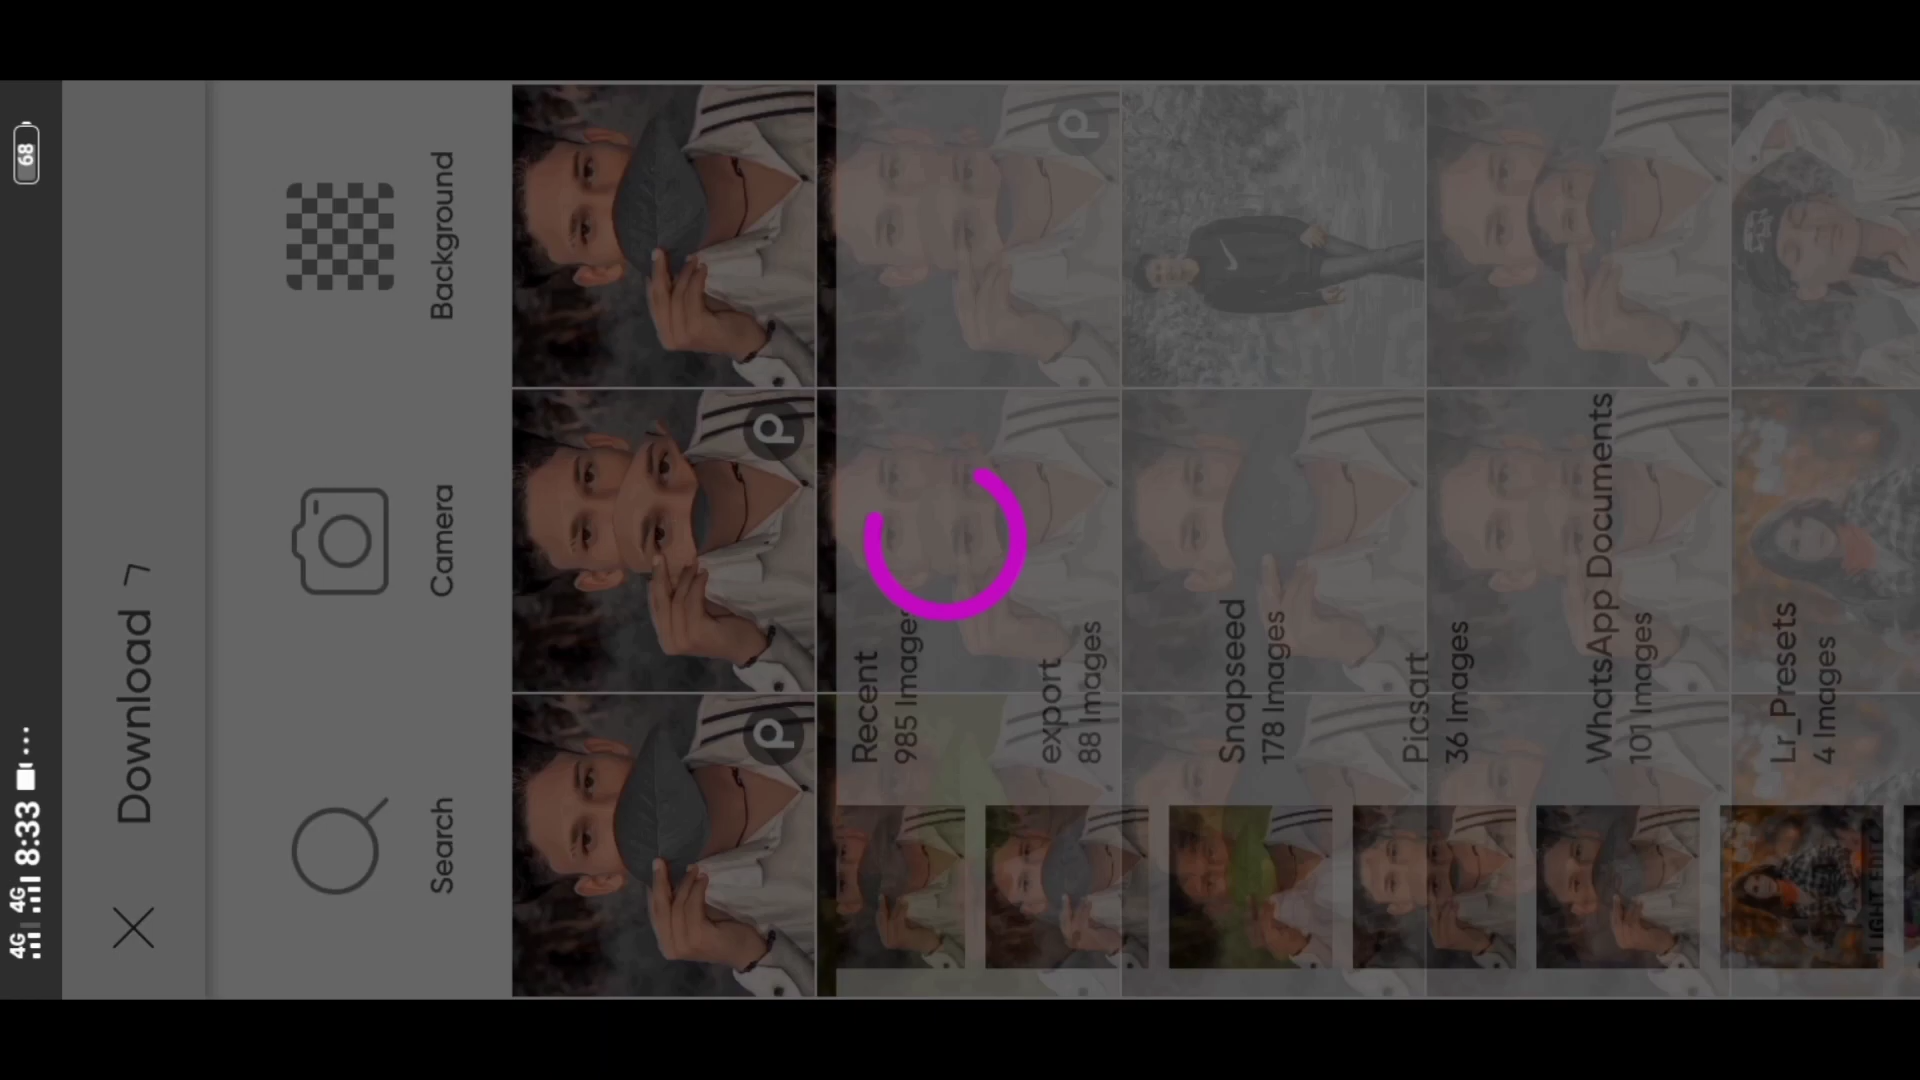 4G 4G 8:33 ...
68
Download
Search
Camera
Background
Recent
985 Images
export
88 Images
Snapseed
178 Images
Picsart
36 Images
WhatsApp Documents
101 Images
Lr_Presets
4 Images